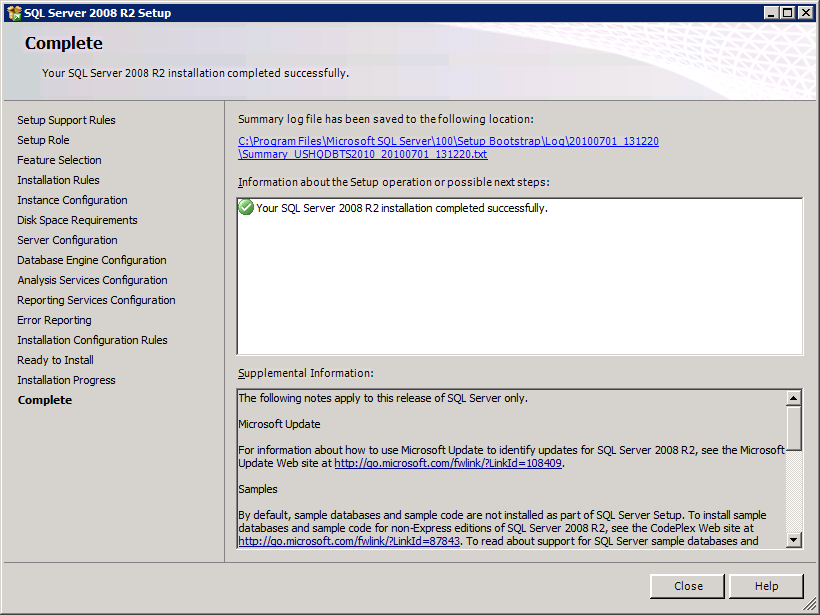 SQL Server 2008 R2 Setup
Complete
Your SQL Server 2008 R2 installation completed successfully.
Setup Support Rules
Setup Role
Feature Selection
Installation Rules
Instance Configuration
Disk Space Requirements
Server Configuration
Database Engine Configuration
Analysis Services Configuration
Reporting Services Configuration
Error Reporting
Installation Configuration Rules
Ready to Install
Installation Progress
Complete
Summary log file has been saved to the following location:
C:\Program Files\Microsoft SQL Server\100\Setup Bootstrap\Log\20100701_131220
\Summary_USHQDBTS2010_20100701_131220.txt
Information about the Setup operation or possible next steps:
Your SQL Server 2008 R2 installation completed successfully.
Supplemental Information:
The following notes apply to this release of SQL Server only.
Microsoft Update
For information about how to use Microsoft Update to identify updates for SQL Server 2008 R2, see the Microsoft
Update Web site at http://go.microsoft.com/fwlink/?LinkId=108409.
Samples
By default, sample databases and sample code are not installed as part of SQL Server Setup. To install sample
databases and sample code for non-Express editions of SQL Server 2008 R2, see the CodePlex Web site at
http://go.microsoft.com/fwlink/?LinkId=87843. To read about support for SQL Server sample databases and
Close
Help